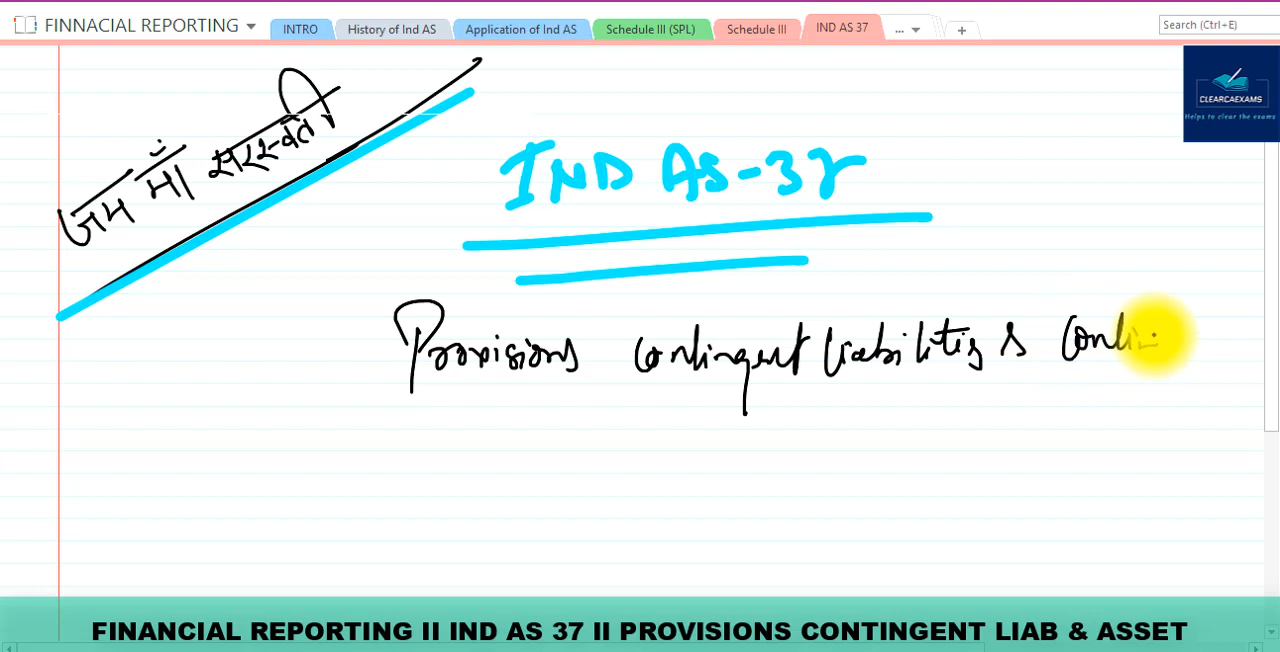 FINNACIAL REPORTING
INTRO
History of Ind AS
Application of Ind AS
Schedule III (SPL)
Schedule III
IND AS 37
...
+
Search (Ctrl+E)
CLEARCAEXAMS
Helps to clear the exams
जय माँ सरस्वती
IND AS-37
Provisions contingent liabilities & Conti
FINANCIAL REPORTING II IND AS 37 II PROVISIONS CONTINGENT LIAB & ASSET